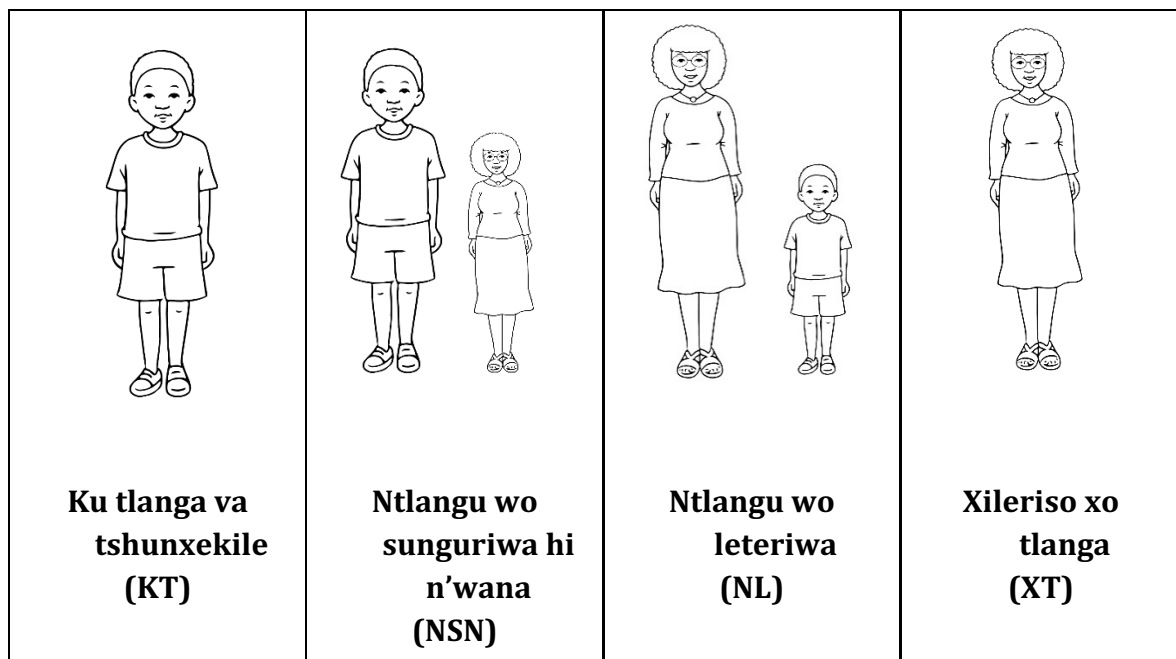 Ku tlanga va
tshunxekile
(KT)
Ntlangu wo
sunguriwa hi
n’wana
(NSN)
Ntlangu wo
leteriwa
(NL)
Xileriso xo
tlanga
(XT)